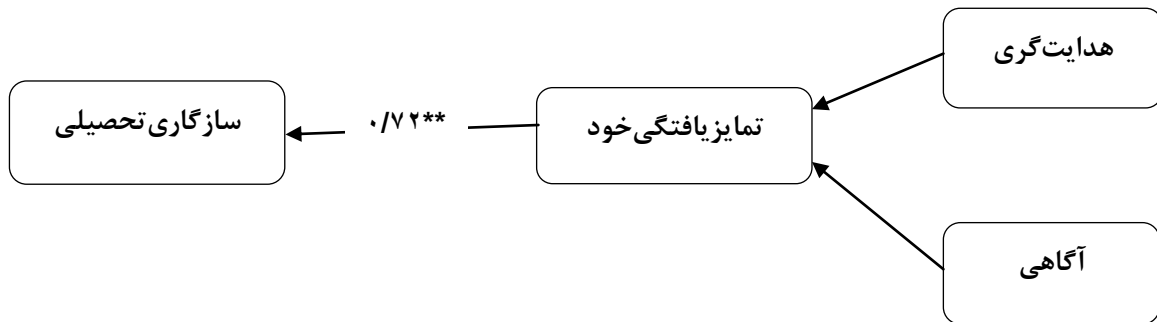 هدایت‌گری
تمایزیافتگی‌خود
۰/۷۲**
سازگاری‌تحصیلی
آگاهی